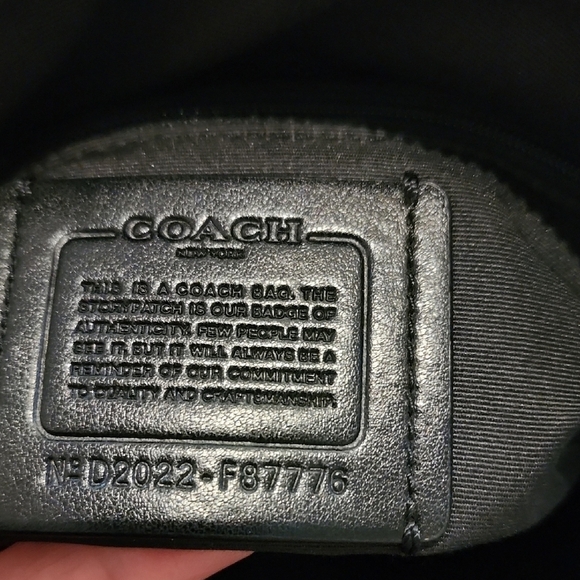 COACH
NEW YORK
THIS IS A COACH BAG. THE
STORYPATCH IS OUR BADGE OF
AUTHENTICITY. FEW PEOPLE MAY
SEE IT, BUT IT WILL ALWAYS BE A
REMINDER OF OUR COMMITMENT
TO QUALITY AND CRAFTSMANSHIP.
Nº D2022-F87776